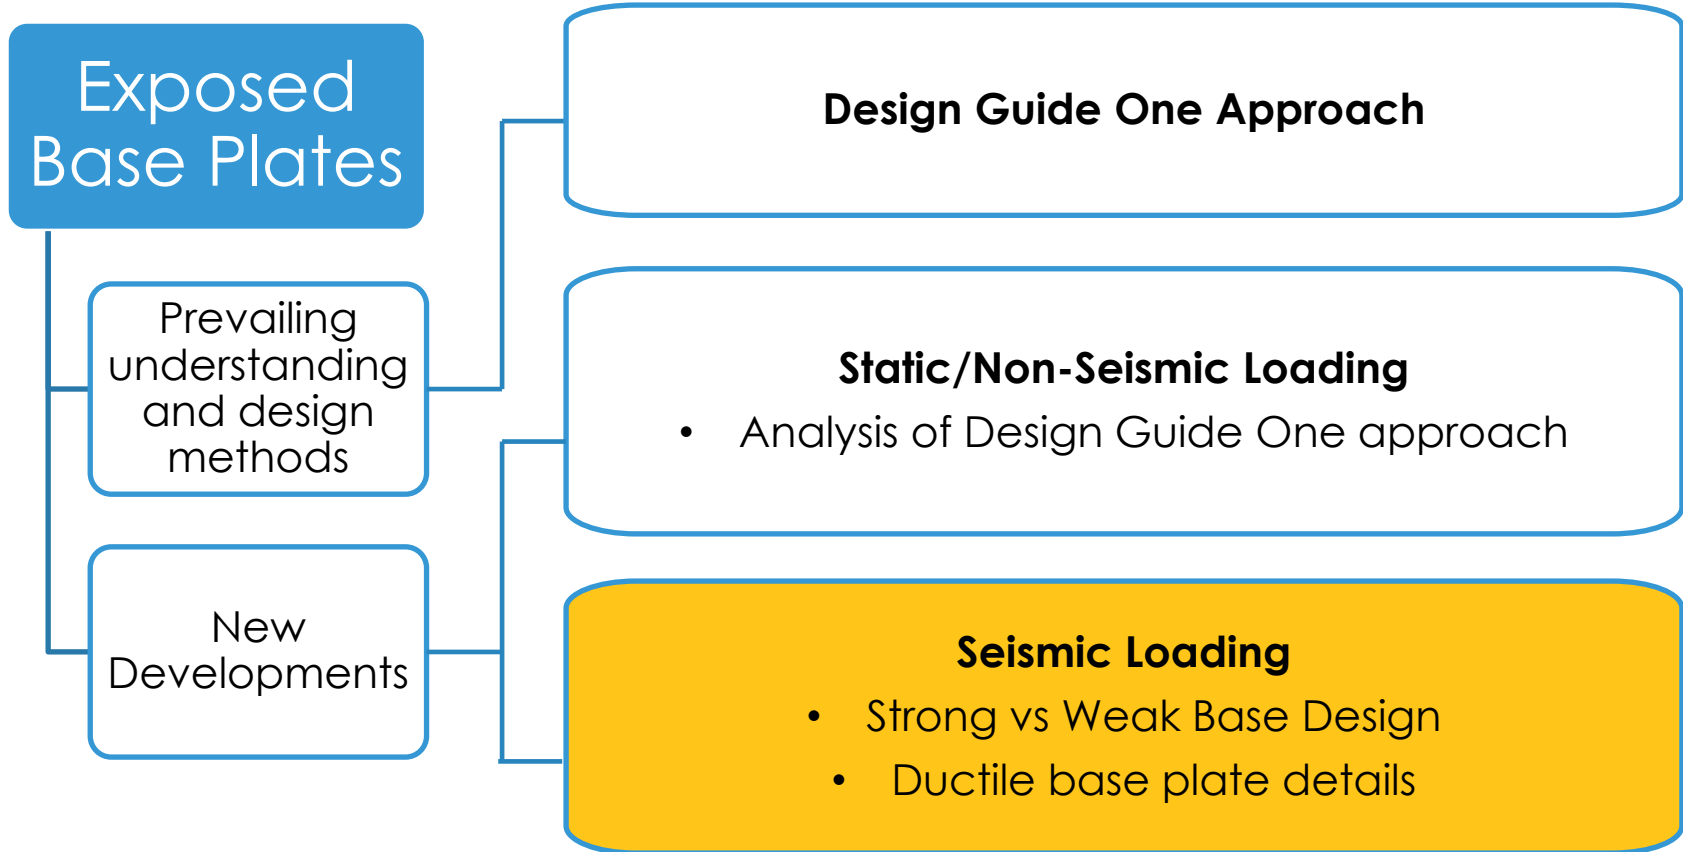 Exposed
Base Plates
Design Guide One Approach
Prevailing
understanding
and design
methods
Static/Non-Seismic Loading
• Analysis of Design Guide One approach
New
Developments
Seismic Loading
• Strong vs Weak Base Design
• Ductile base plate details